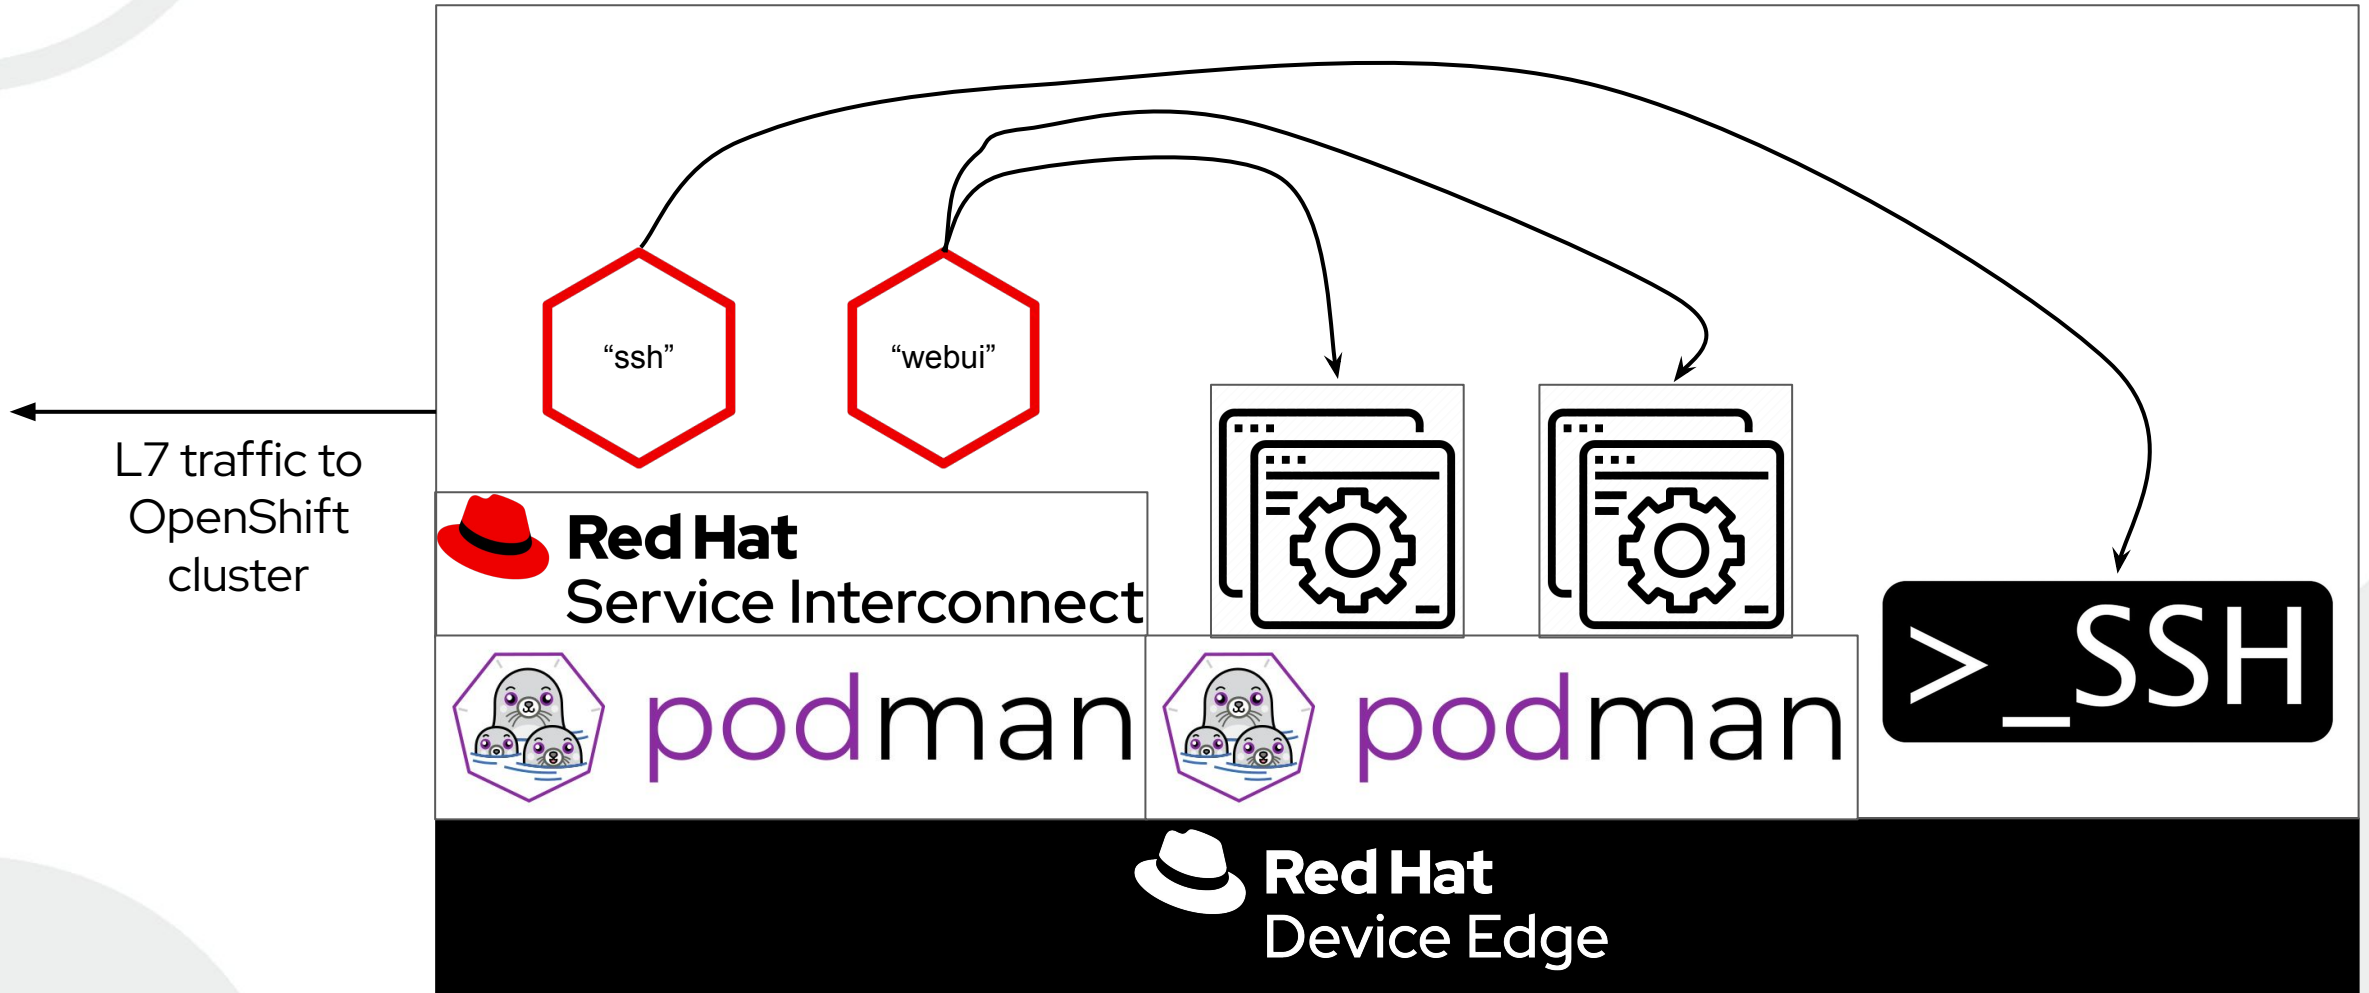 “ssh”
“webui”
L7 traffic to
OpenShift
cluster
Red Hat
Service Interconnect
podman
podman
>_SSH
Red Hat
Device Edge